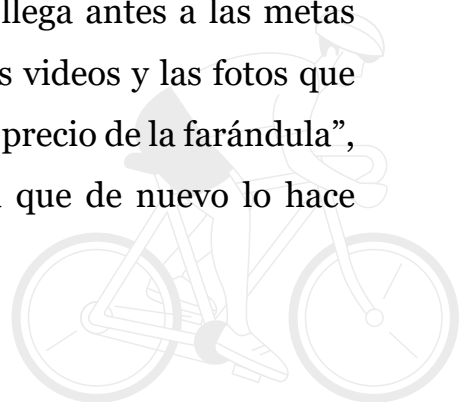 llega antes a las metas
s videos y las fotos que
precio de la farándula”,
que de nuevo lo hace